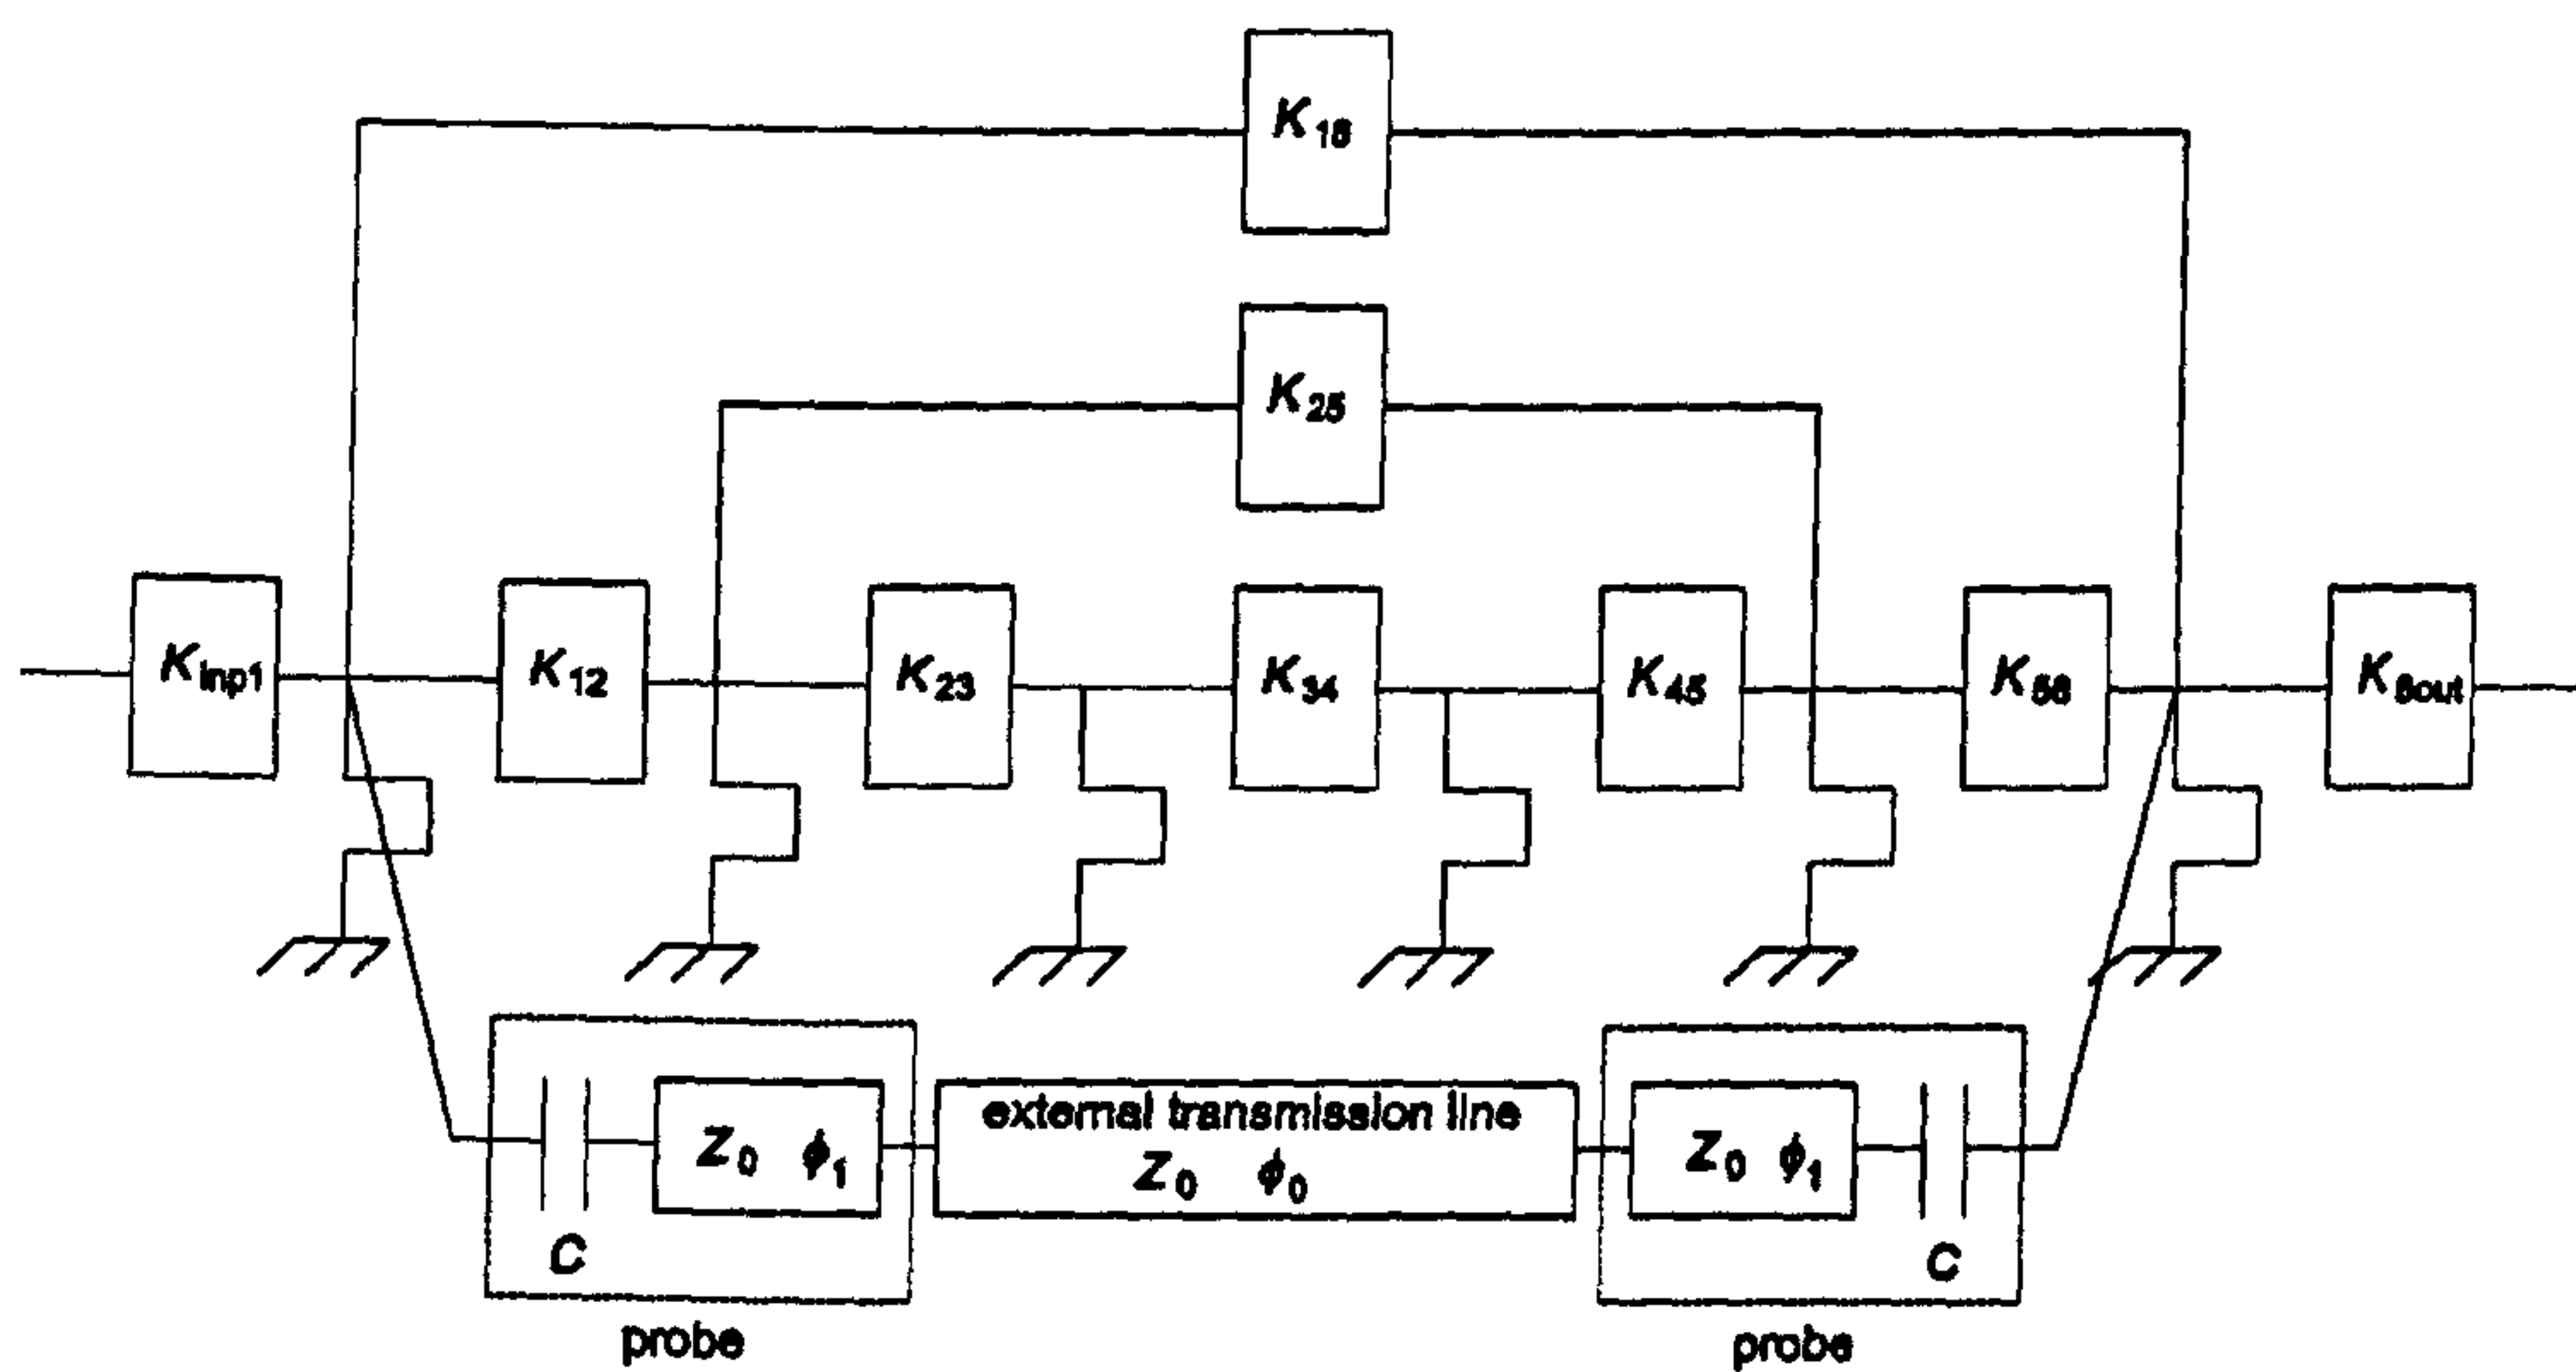 K16
K25
Kinp1 K12 K23 K34 K45 K56 K6out
external transmission line
Z0 ϕ1 Z0 ϕ0 Z0 ϕ1
C C
probe probe